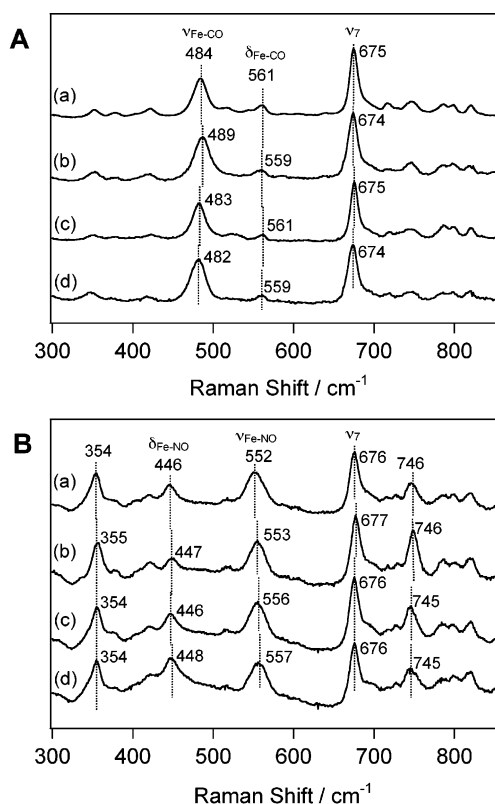 A
νFe-CO δFe-CO ν7
484 561 675
(a)
489 674
(b) 559
483 675
(c) 561
482 674
(d) 559
300 400 500 600 700 800
Raman Shift / cm-1
B
δFe-NO νFe-NO ν7
354 446 552 676 746
(a)
355 447 553 677 746
(b)
354 446 556 676 745
(c)
354 448 557 676 745
(d)
300 400 500 600 700 800
Raman Shift / cm-1